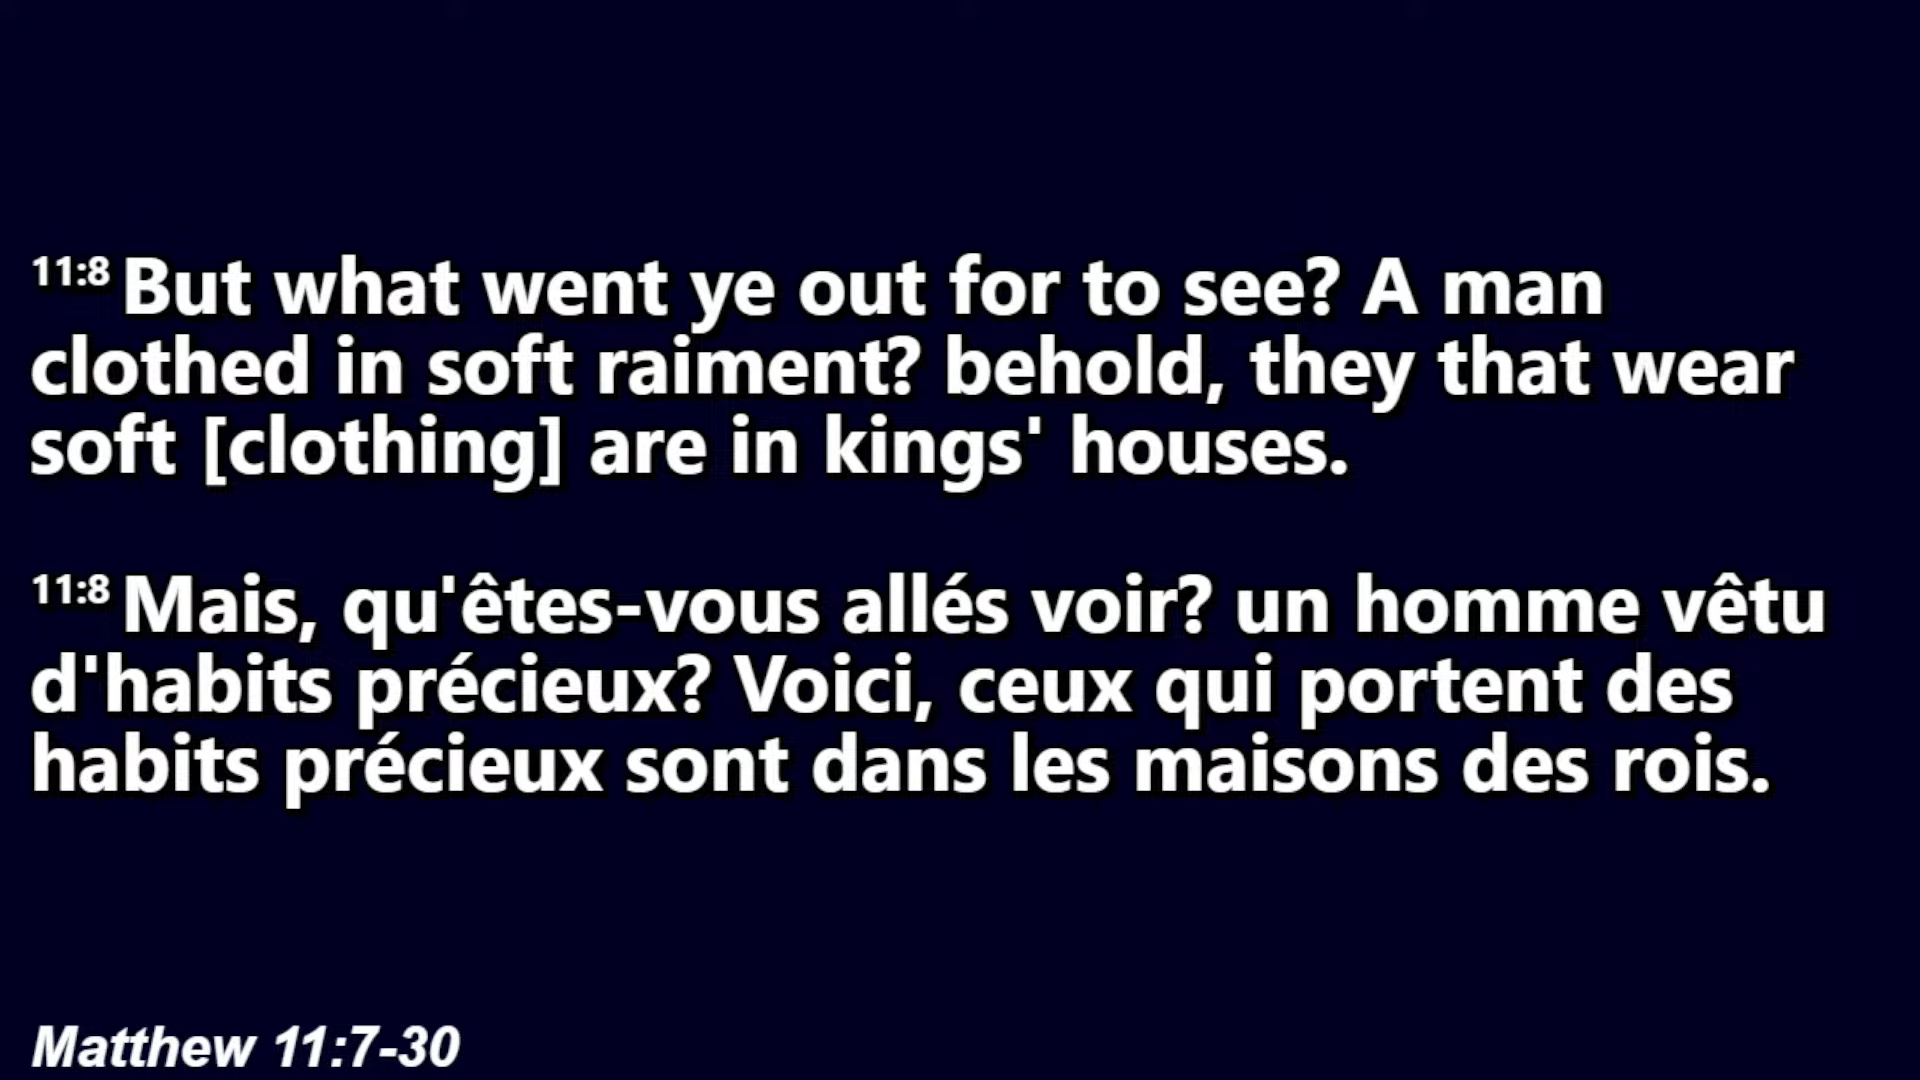 11:8 But what went ye out for to see? A man
clothed in soft raiment? behold, they that wear
soft [clothing] are in kings' houses.
11:8 Mais, qu'êtes-vous allés voir? un homme vêtu
d'habits précieux? Voici, ceux qui portent des
habits précieux sont dans les maisons des rois.
Matthew 11:7-30